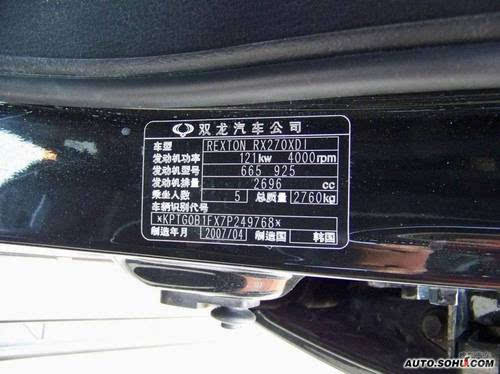 双龙汽车公司
车型 REXTON RX270XDI
发动机功率 121kw 4000rpm
发动机型号 665 925
发动机排量 2696 cc
乘坐人数 5 总质量 2760kg
车辆识别代号
*KPTG0B1FX7P249768*
制造年月 2007/04 制造国 韩国
AUTO.SOHU.COM